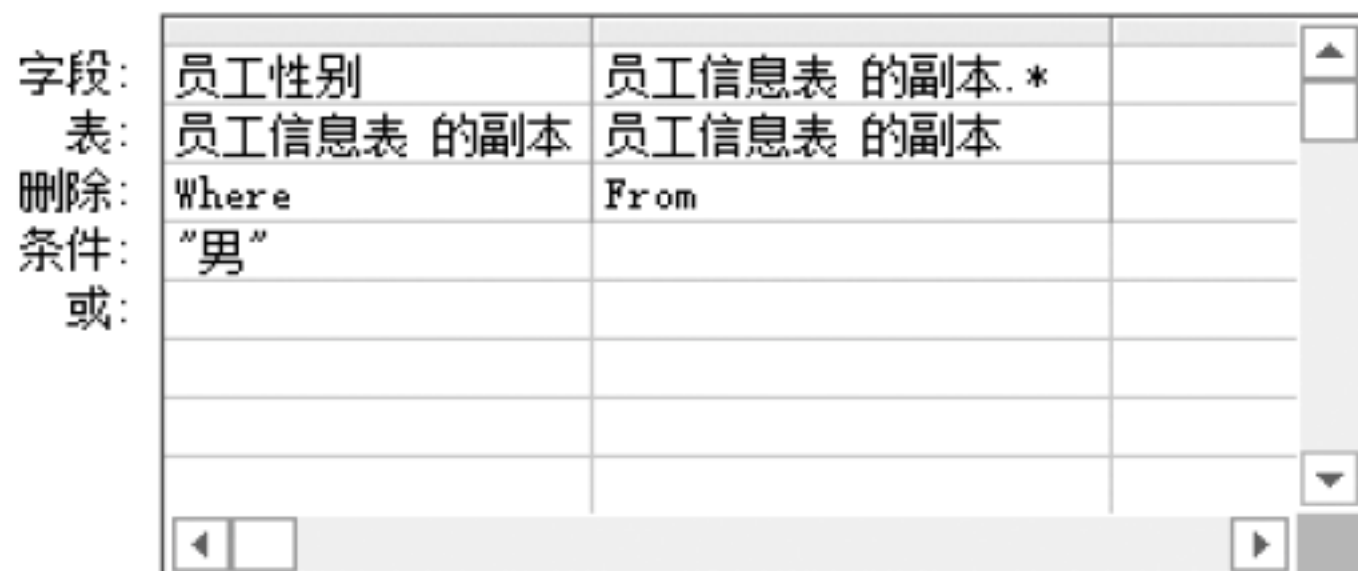 字段: 员工性别 员工信息表 的副本.*
表: 员工信息表 的副本 员工信息表 的副本
删除: Where From
条件: "男"
或: